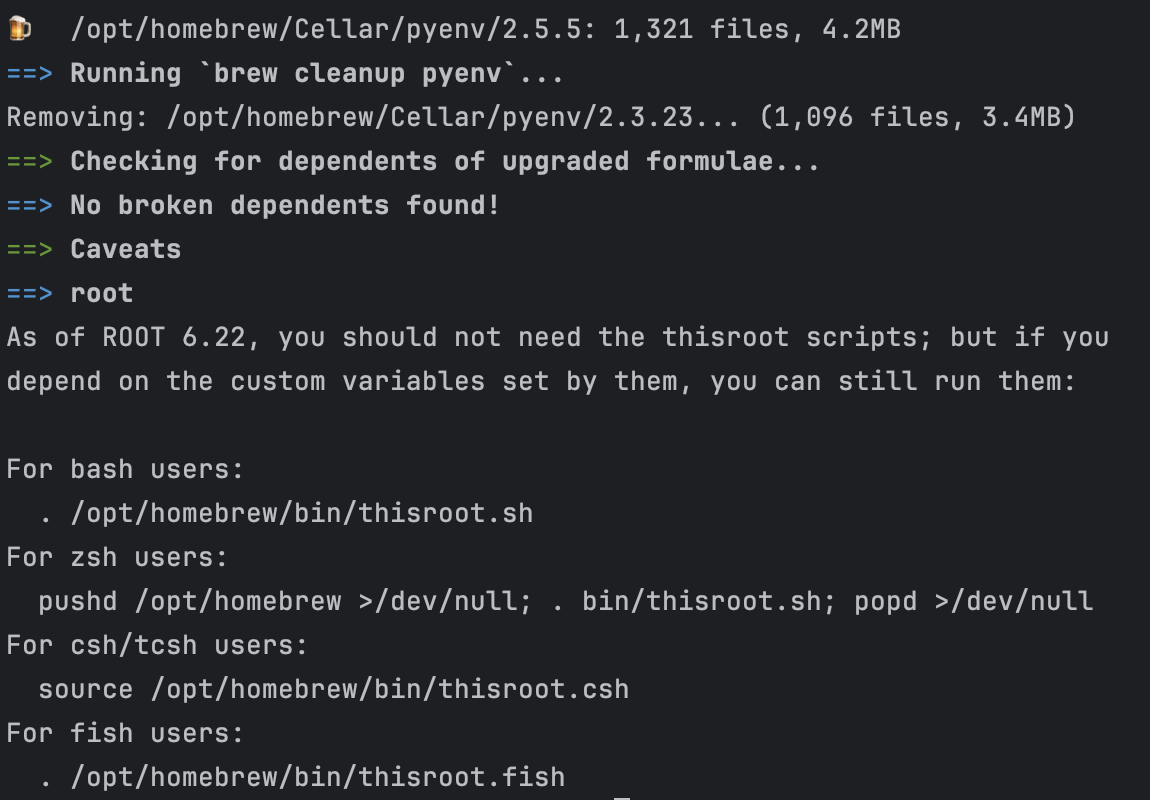 🍺  /opt/homebrew/Cellar/pyenv/2.5.5: 1,321 files, 4.2MB
==> Running `brew cleanup pyenv`...
Removing: /opt/homebrew/Cellar/pyenv/2.3.23... (1,096 files, 3.4MB)
==> Checking for dependents of upgraded formulae...
==> No broken dependents found!
==> Caveats
==> root
As of ROOT 6.22, you should not need the thisroot scripts; but if you
depend on the custom variables set by them, you can still run them:

For bash users:
  . /opt/homebrew/bin/thisroot.sh
For zsh users:
  pushd /opt/homebrew >/dev/null; . bin/thisroot.sh; popd >/dev/null
For csh/tcsh users:
  source /opt/homebrew/bin/thisroot.csh
For fish users:
  . /opt/homebrew/bin/thisroot.fish